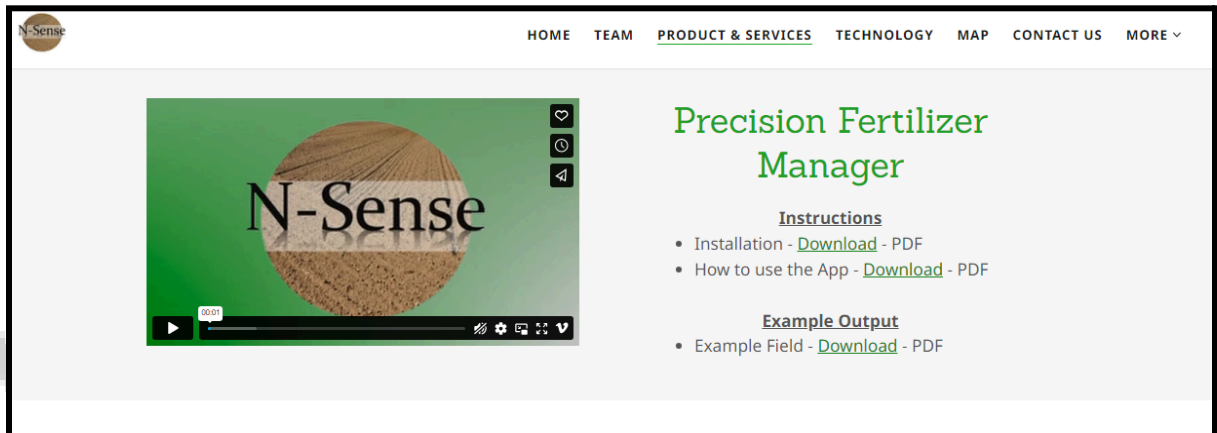 N-Sense
HOME TEAM PRODUCT & SERVICES TECHNOLOGY MAP CONTACT US MORE
N-Sense
00:01
Precision Fertilizer
Manager
Instructions
Installation - Download - PDF
How to use the App - Download - PDF
Example Output
Example Field - Download - PDF